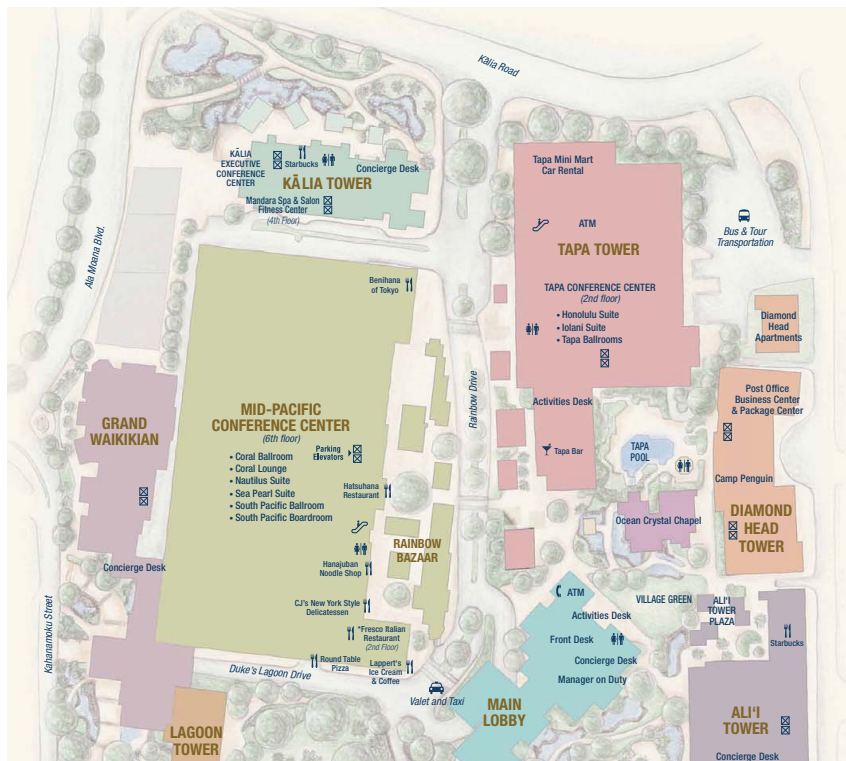 Kālia Road
Ala Moana Blvd.
KĀLIA
EXECUTIVE
CONFERENCE
CENTER
Starbucks
Concierge Desk
KĀLIA TOWER
Mandara Spa & Salon
Fitness Center
(4th Floor)
Tapa Mini Mart
Car Rental
ATM
TAPA TOWER
TAPA CONFERENCE CENTER
(2nd floor)
• Honolulu Suite
• Iolani Suite
• Tapa Ballrooms
Bus & Tour
Transportation
Diamond
Head
Apartments
Benihana
of Tokyo
Rainbow Drive
GRAND
WAIKIKIAN
MID-PACIFIC
CONFERENCE CENTER
(6th floor)
• Coral Ballroom
• Coral Lounge
• Nautilus Suite
• Sea Pearl Suite
• South Pacific Ballroom
• South Pacific Boardroom
Parking
Elevators
Hatsuhana
Restaurant
Activities Desk
Tapa Bar
TAPA
POOL
Post Office
Business Center
& Package Center
Camp Penguin
DIAMOND
HEAD
TOWER
Ocean Crystal Chapel
RAINBOW
BAZAAR
Hanajuban
Noodle Shop
Concierge Desk
CJ's New York Style
Delicatessen
*Fresco Italian
Restaurant
(2nd Floor)
Round Table
Pizza
Lappert's
Ice Cream
& Coffee
Kahanamoku Street
Duke's Lagoon Drive
Valet and Taxi
ATM
Activities Desk
Front Desk
Concierge Desk
Manager on Duty
MAIN
LOBBY
VILLAGE GREEN
ALI'I
TOWER
PLAZA
Starbucks
LAGOON
TOWER
ALI'I
TOWER
Concierge Desk